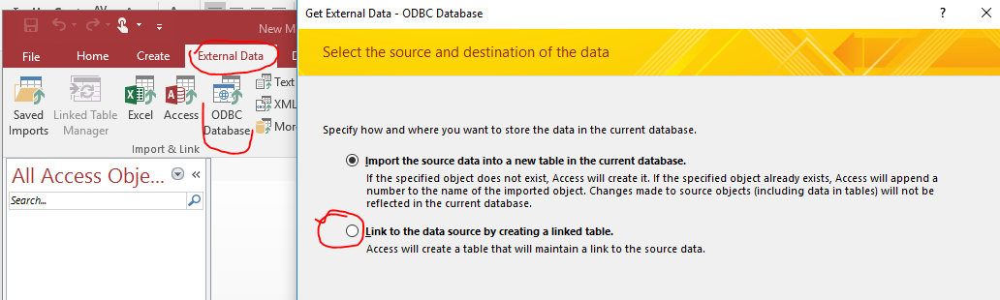 New M
File Home Create External Data D
Saved Imports
Linked Table Manager
Excel
Access
ODBC Database
Text
XML
Mor
Import & Link
All Access Obje... «
Search...
Get External Data - ODBC Database ? X
Select the source and destination of the data
Specify how and where you want to store the data in the current database.
Import the source data into a new table in the current database.
If the specified object does not exist, Access will create it. If the specified object already exists, Access will append a
number to the name of the imported object. Changes made to source objects (including data in tables) will not be
reflected in the current database.
Link to the data source by creating a linked table.
Access will create a table that will maintain a link to the source data.